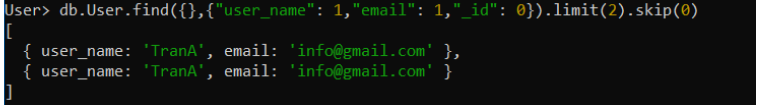 User> db.User.find({},{"user_name": 1,"email": 1,"_id": 0}).limit(2).skip(0)
[
  { user_name: 'TranA', email: 'info@gmail.com' },
  { user_name: 'TranA', email: 'info@gmail.com' }
]